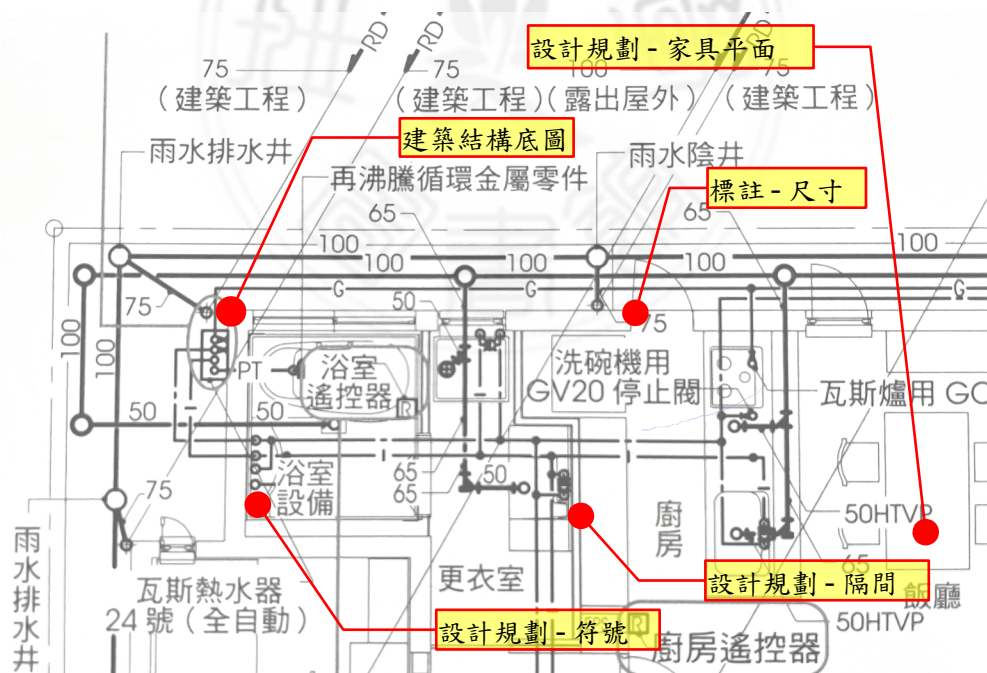 RD
RD
RD
設計規劃 - 家具平面
75
75
100
75
（建築工程）
（建築工程）
（露出屋外）
（建築工程）
建築結構底圖
雨水排水井
雨水陰井
再沸騰循環金屬零件
標註 - 尺寸
65
65
100
100
100
100
100
G
G
G
75
50
75
100
100
PT
浴室
遙控器
R
洗碗機用
GV20 停止閥
瓦斯爐用 GC
50
50
浴室
設備
65
65
50
75
廚房
50HTVP
雨水排水井
瓦斯熱水器
24 號（全自動）
更衣室
設計規劃 - 隔間
65
飯廳
50HTVP
設計規劃 - 符號
R
廚房遙控器